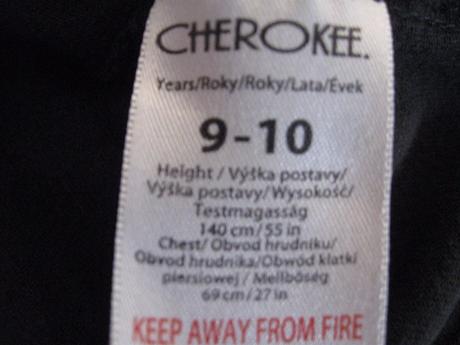 CHEROKEE.
Years/Roky/Roky/Lata/Évek
9-10
Height / Výška postavy/
Výška postavy/Wysokość/
Testmagasság
140 cm/55 in
Chest/ Obvod hrudníku/
Obvod hrudníka/Obwód klatki
piersiowej / Mellbőség
69 cm/27 in
KEEP AWAY FROM FIRE